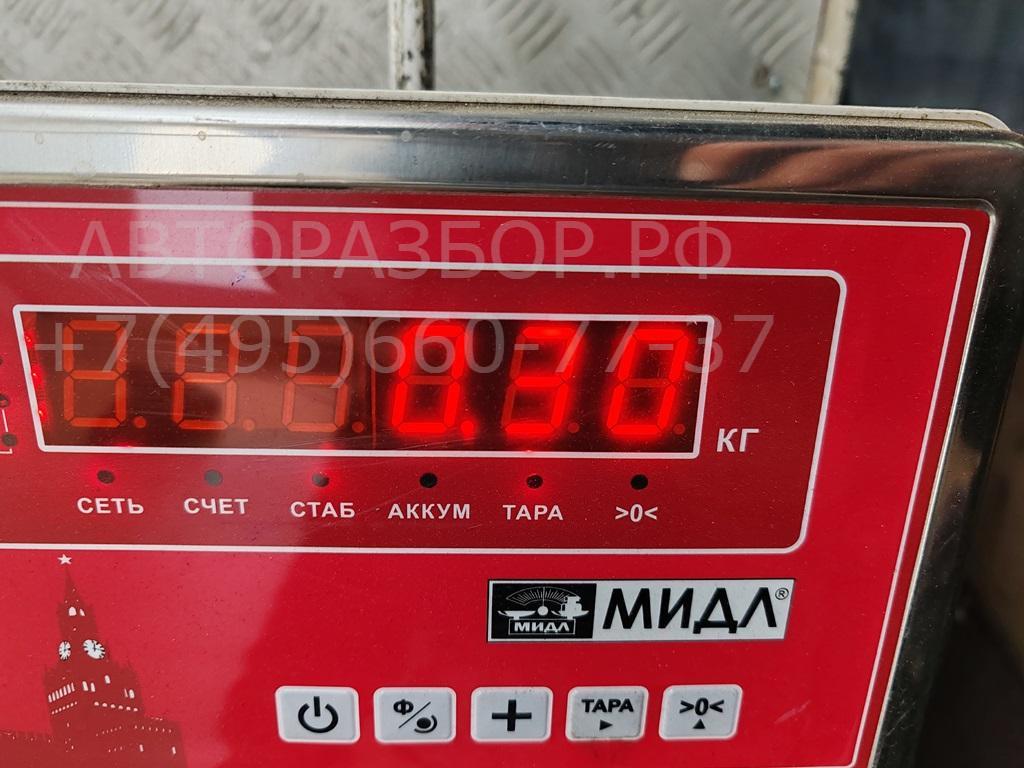 АВТОРАЗБОР.РФ
+7(495)660-77-37
0.30
КГ
СЕТЬ СЧЕТ СТАБ АККУМ ТАРА >0<
МИДЛ МИДЛ®
Ф + ТАРА >0<